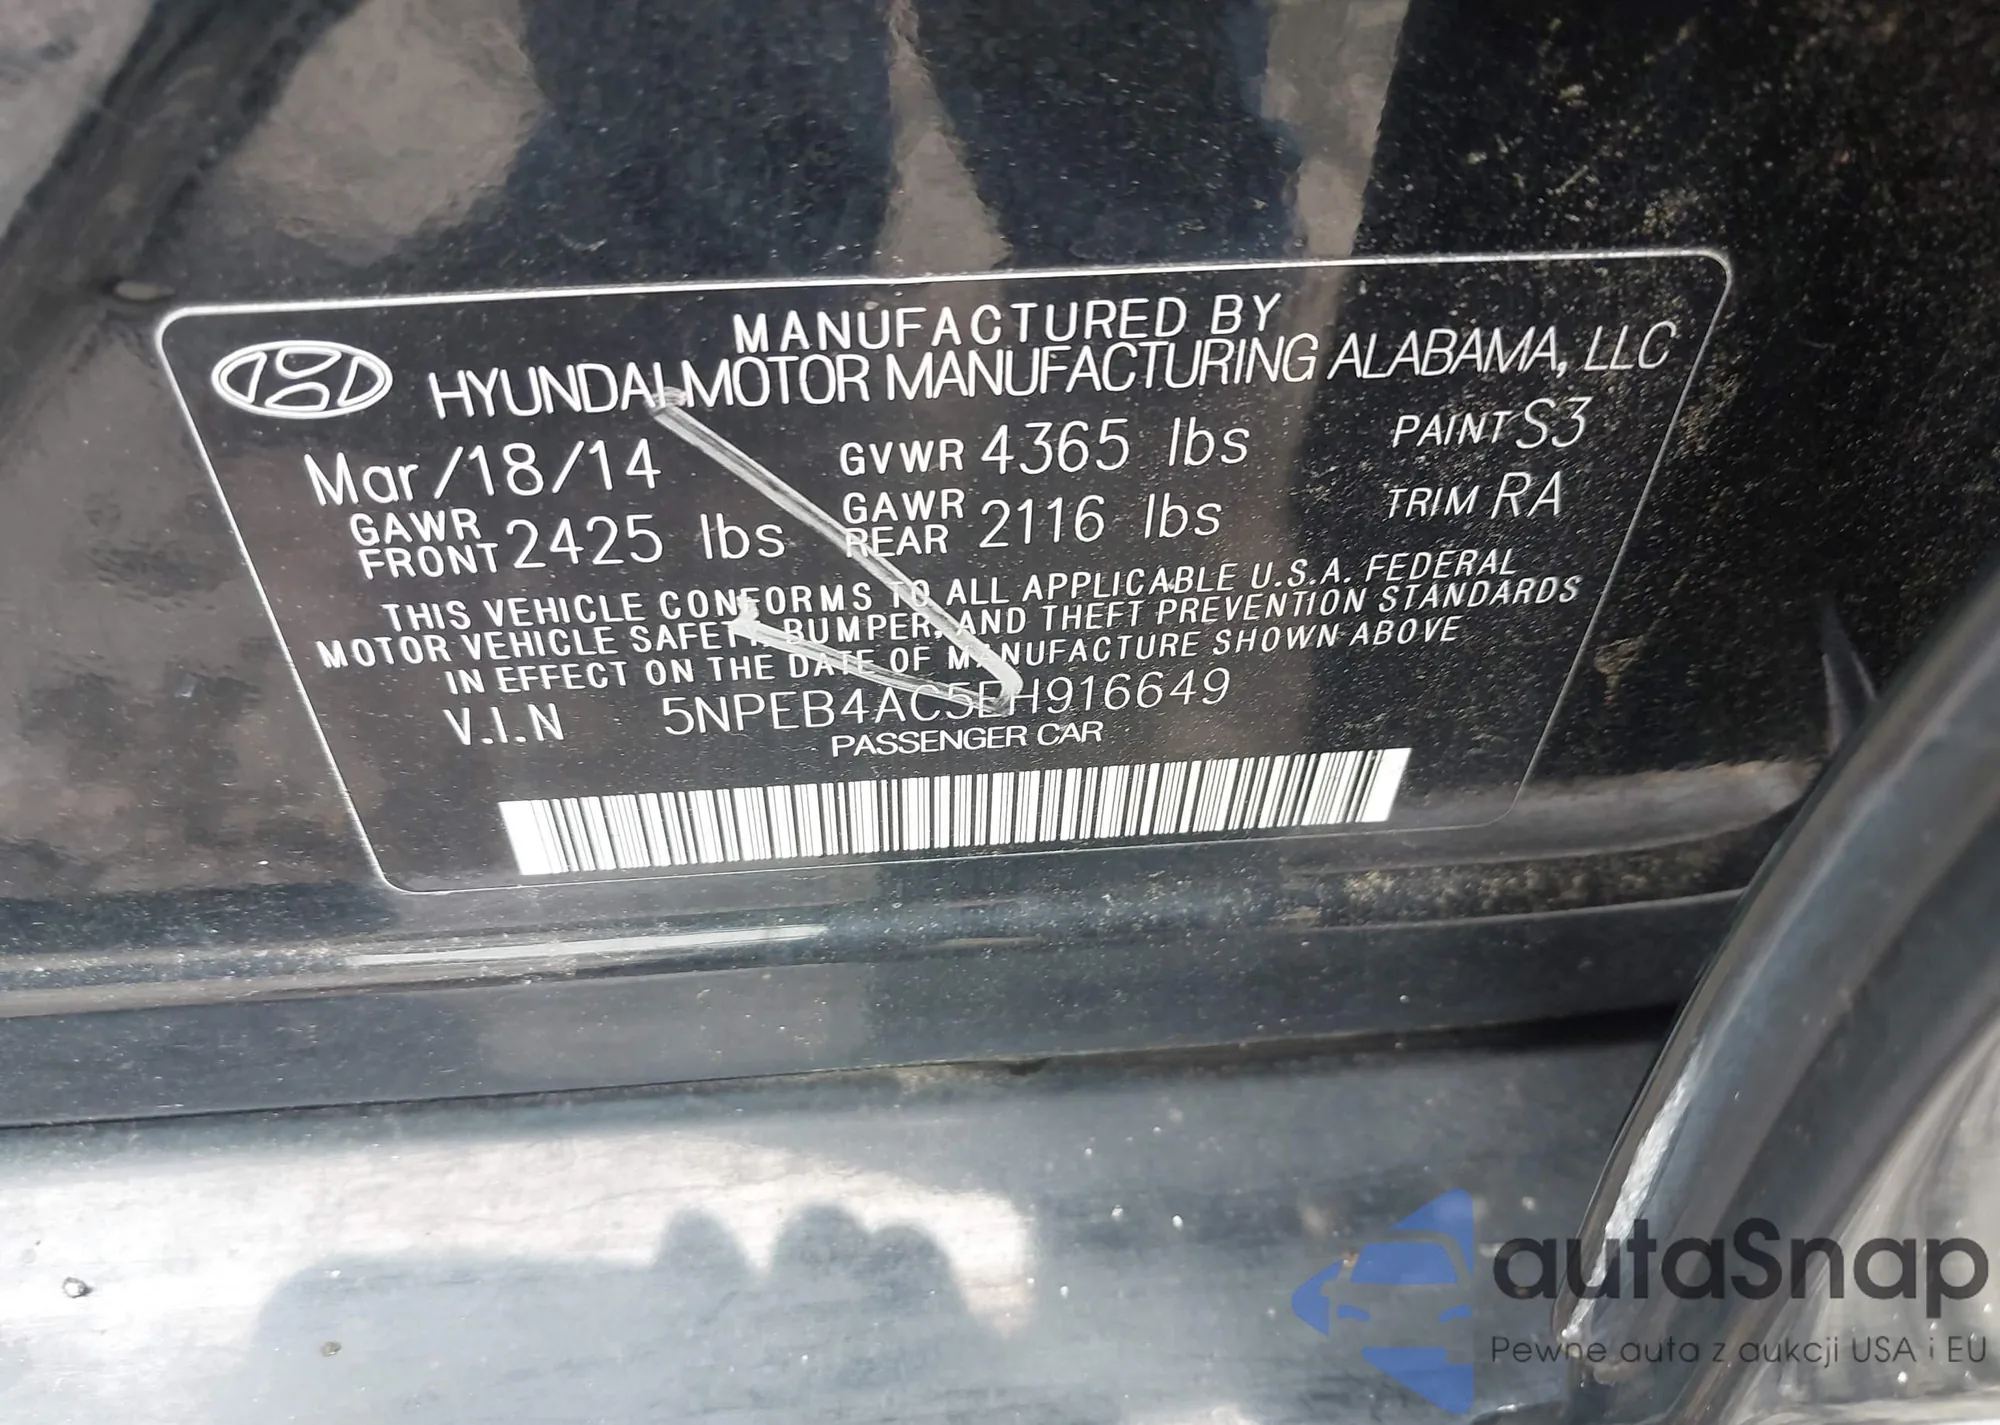 MANUFACTURED BY
HYUNDAI MOTOR MANUFACTURING ALABAMA, LLC
Mar/18/14 GVWR 4365 lbs PAINT S3
GAWR FRONT 2425 lbs GAWR REAR 2116 lbs TRIM RA
THIS VEHICLE CONFORMS TO ALL APPLICABLE U.S.A. FEDERAL
MOTOR VEHICLE SAFETY, BUMPER, AND THEFT PREVENTION STANDARDS
IN EFFECT ON THE DATE OF MANUFACTURE SHOWN ABOVE
V.I.N 5NPEB4AC5EH916649
PASSENGER CAR
autaSnap
Pewne auta z aukcji USA i EU